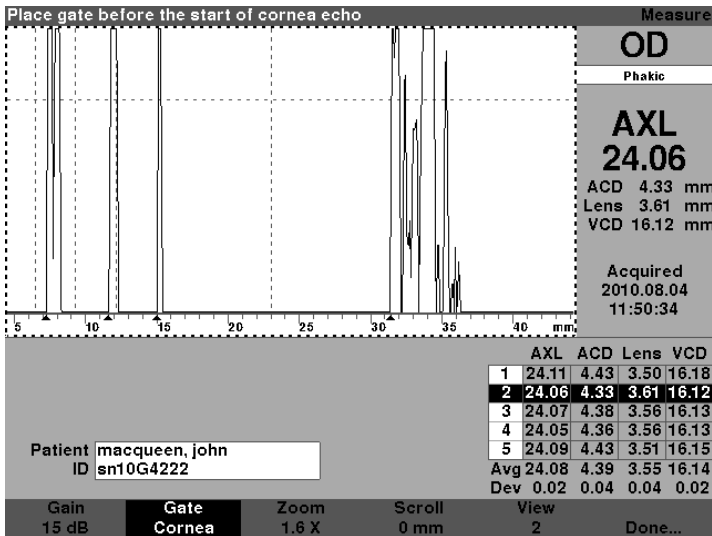 Place gate before the start of cornea echo
Measure
OD
Phakic
AXL
24.06
ACD 4.33 mm
Lens 3.61 mm
VCD 16.12 mm
Acquired
2010.08.04
11:50:34
5 10 15 20 25 30 35 40 mm
AXL ACD Lens VCD
1 24.11 4.43 3.50 16.18
2 24.06 4.33 3.61 16.12
3 24.07 4.38 3.56 16.13
4 24.05 4.36 3.56 16.13
5 24.09 4.43 3.51 16.15
Avg 24.08 4.39 3.55 16.14
Dev 0.02 0.04 0.04 0.02
Patient macqueen, john
ID sn10G4222
Gain Gate Zoom Scroll View
15 dB Cornea 1.6 X 0 mm 2 Done...